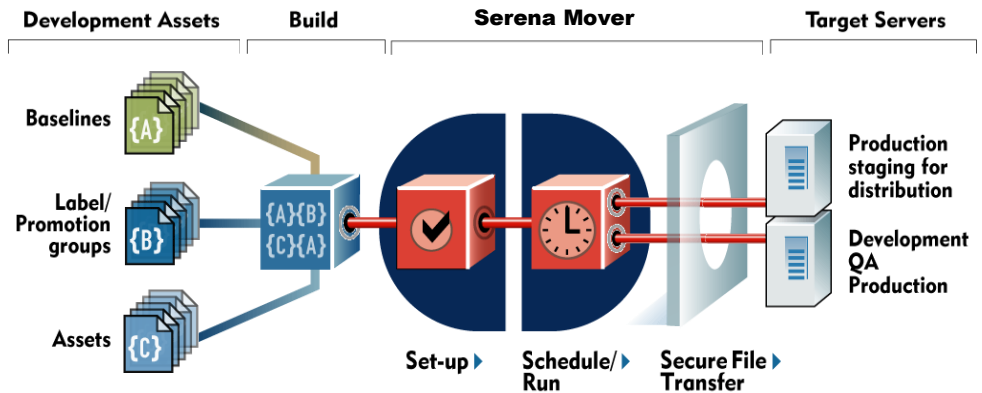 Development Assets
Build
Serena Mover
Target Servers
Baselines
{A}
Label/
Promotion
groups
{B}
Assets
{C}
{A}{B}
{C}{A}
Set-up
Schedule/
Run
Secure File
Transfer
Production
staging for
distribution
Development
QA
Production